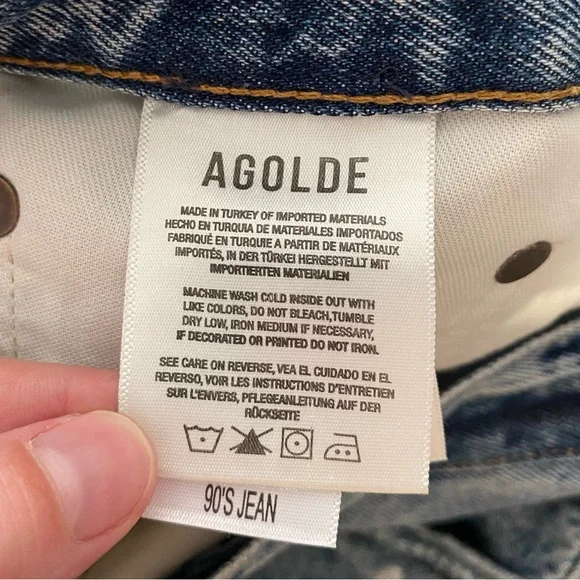 AGOLDE
MADE IN TURKEY OF IMPORTED MATERIALS
HECHO EN TURQUIA DE MATERIALES IMPORTADOS
FABRIQUÉ EN TURQUIE A PARTIR DE MATÉRIAUX
IMPORTÉS, IN DER TÜRKEI HERGESTELLT MIT
IMPORTIERTEN MATERIALIEN
MACHINE WASH COLD INSIDE OUT WITH
LIKE COLORS, DO NOT BLEACH,TUMBLE
DRY LOW, IRON MEDIUM IF NECESSARY,
IF DECORATED OR PRINTED DO NOT IRON.
SEE CARE ON REVERSE, VEA EL CUIDADO EN EL
REVERSO, VOIR LES INSTRUCTIONS D'ENTRETIEN
SUR L'ENVERS, PFLEGEANLEITUNG AUF DER
RÜCKSEITE
90'S JEAN